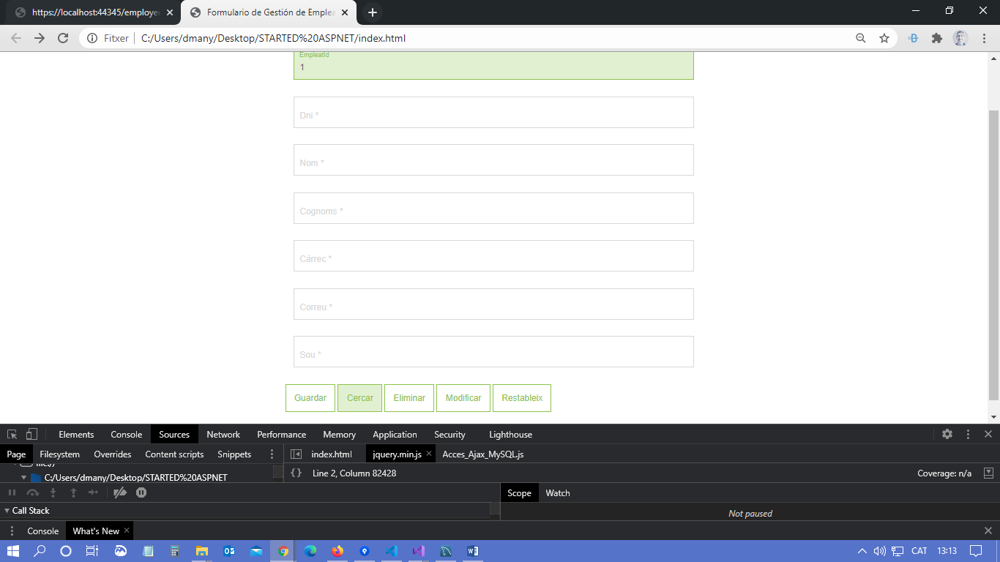 https://localhost:44345/employe
Formulario de Gestión de Emplea
Fitxer
C:/Users/dmany/Desktop/STARTED%20ASPNET/index.html
EmpleatId
1
Dni *
Nom *
Cognoms *
Càrrec *
Correu *
Sou *
Guardar Cercar Eliminar Modificar Restableix
Elements Console Sources Network Performance Memory Application Security Lighthouse
Page Filesystem Overrides Content scripts Snippets
index.html jquery.min.js Acces_Ajax_MySQL.js
file://
C:/Users/dmany/Desktop/STARTED%20ASPNET
{} Line 2, Column 82428
Coverage: n/a
Scope Watch
Call Stack
Not paused
Console What's New
CAT 13:13